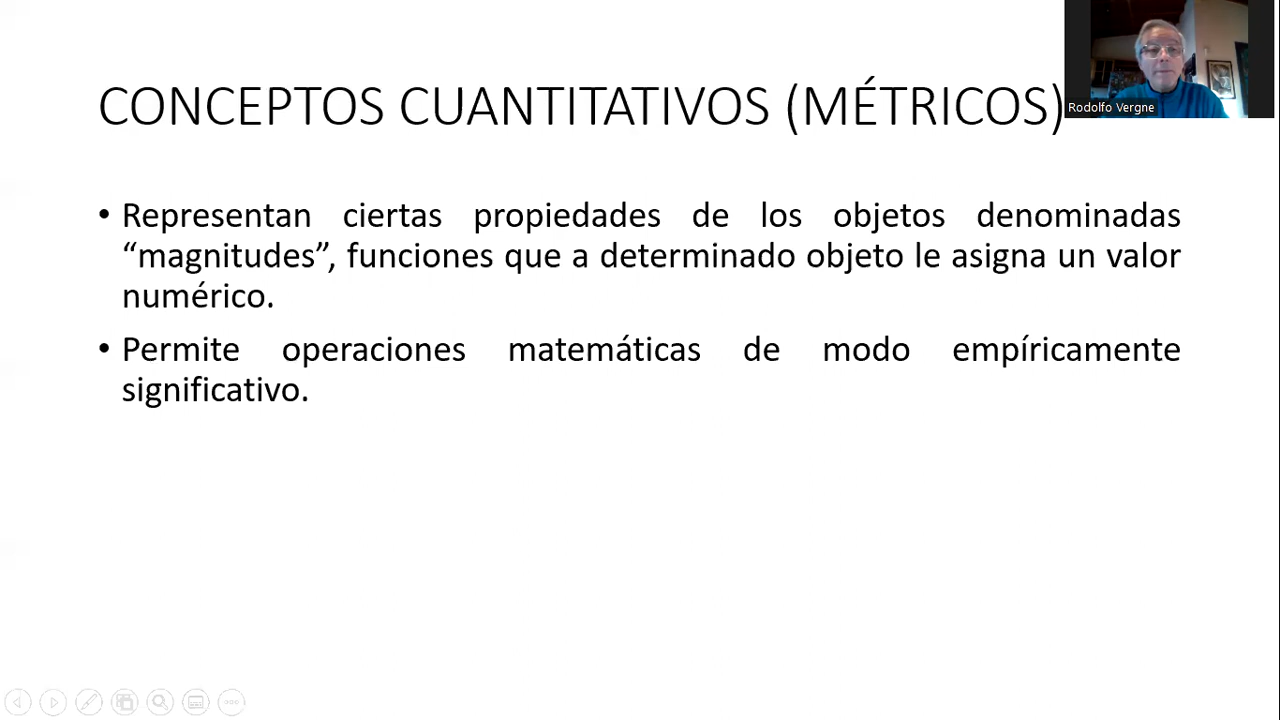 CONCEPTOS CUANTITATIVOS (MÉTRICOS)
Rodolfo Vergne
• Representan ciertas propiedades de los objetos denominadas
“magnitudes”, funciones que a determinado objeto le asigna un valor
numérico.
• Permite operaciones matemáticas de modo empíricamente
significativo.